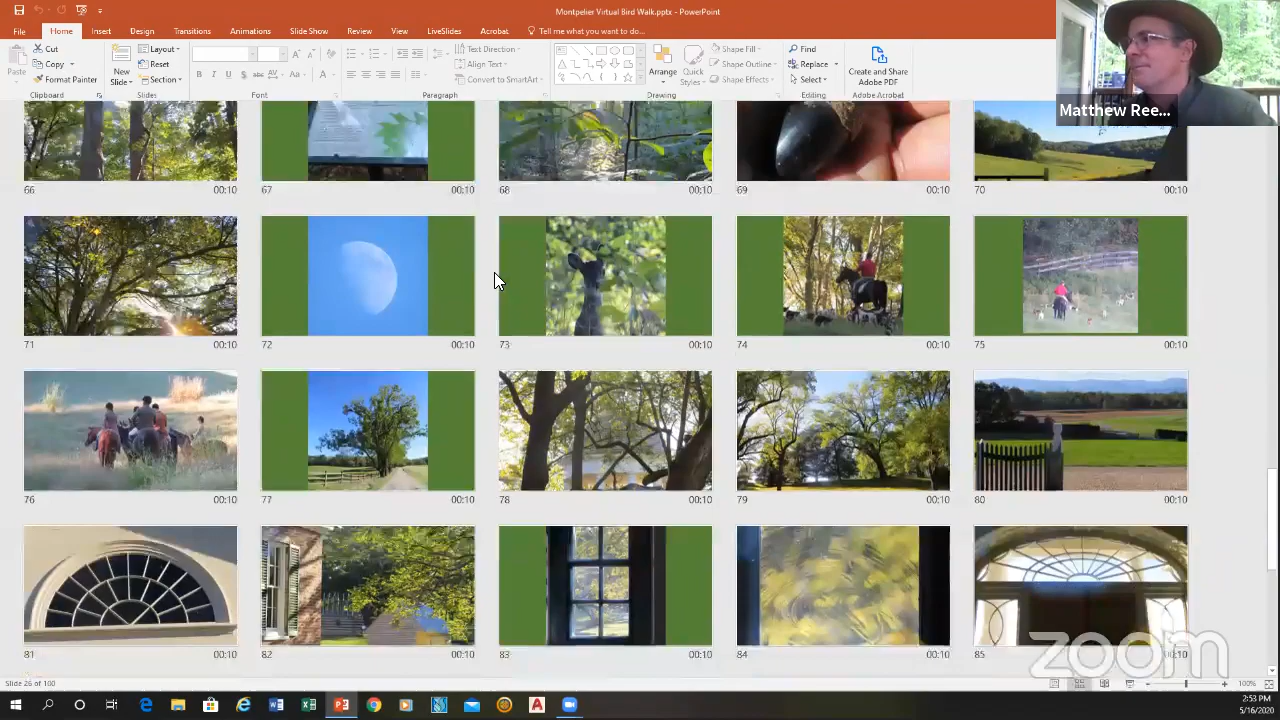 Montpelier Virtual Bird Walk.pptx - PowerPoint
File Home Insert Design Transitions Animations Slide Show Review View LiveSlides Acrobat Tell me what you want to do...
Paste
Cut
Copy
Format Painter
Clipboard
New Slide
Layout
Reset
Section
Slides
Font
Text Direction
Align Text
Convert to SmartArt
Paragraph
Arrange
Quick Styles
Shape Fill
Shape Outline
Shape Effects
Drawing
Find
Replace
Select
Editing
Create and Share Adobe PDF
Adobe Acrobat
Matthew Ree...
66 00:10 67 00:10 68 00:10 69 00:10 70 00:10
71 00:10 72 00:10 73 00:10 74 00:10 75 00:10
76 00:10 77 00:10 78 00:10 79 00:10 80 00:10
81 00:10 82 00:10 83 00:10 84 00:10 85 00:10
zoom
Slide 26 of 100
100%
2:53 PM
5/16/2020